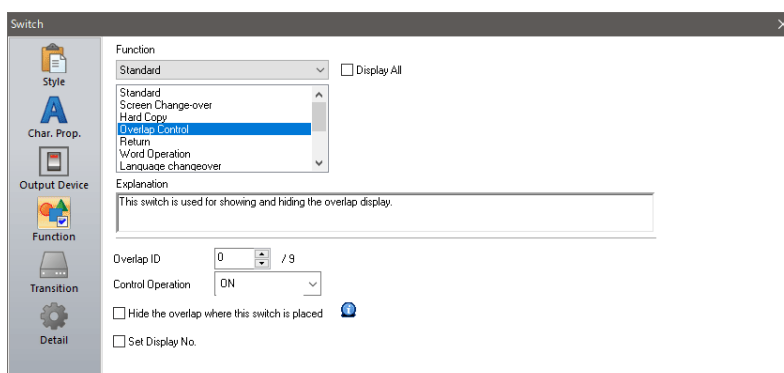 Switch
Style
Char. Prop.
Output Device
Function
Transition
Detail
Function
Standard
Display All
Standard
Screen Change-over
Hard Copy
Overlap Control
Return
Word Operation
Language changeover
Explanation
This switch is used for showing and hiding the overlap display.
Overlap ID 0 / 9
Control Operation ON
Hide the overlap where this switch is placed
Set Display No.